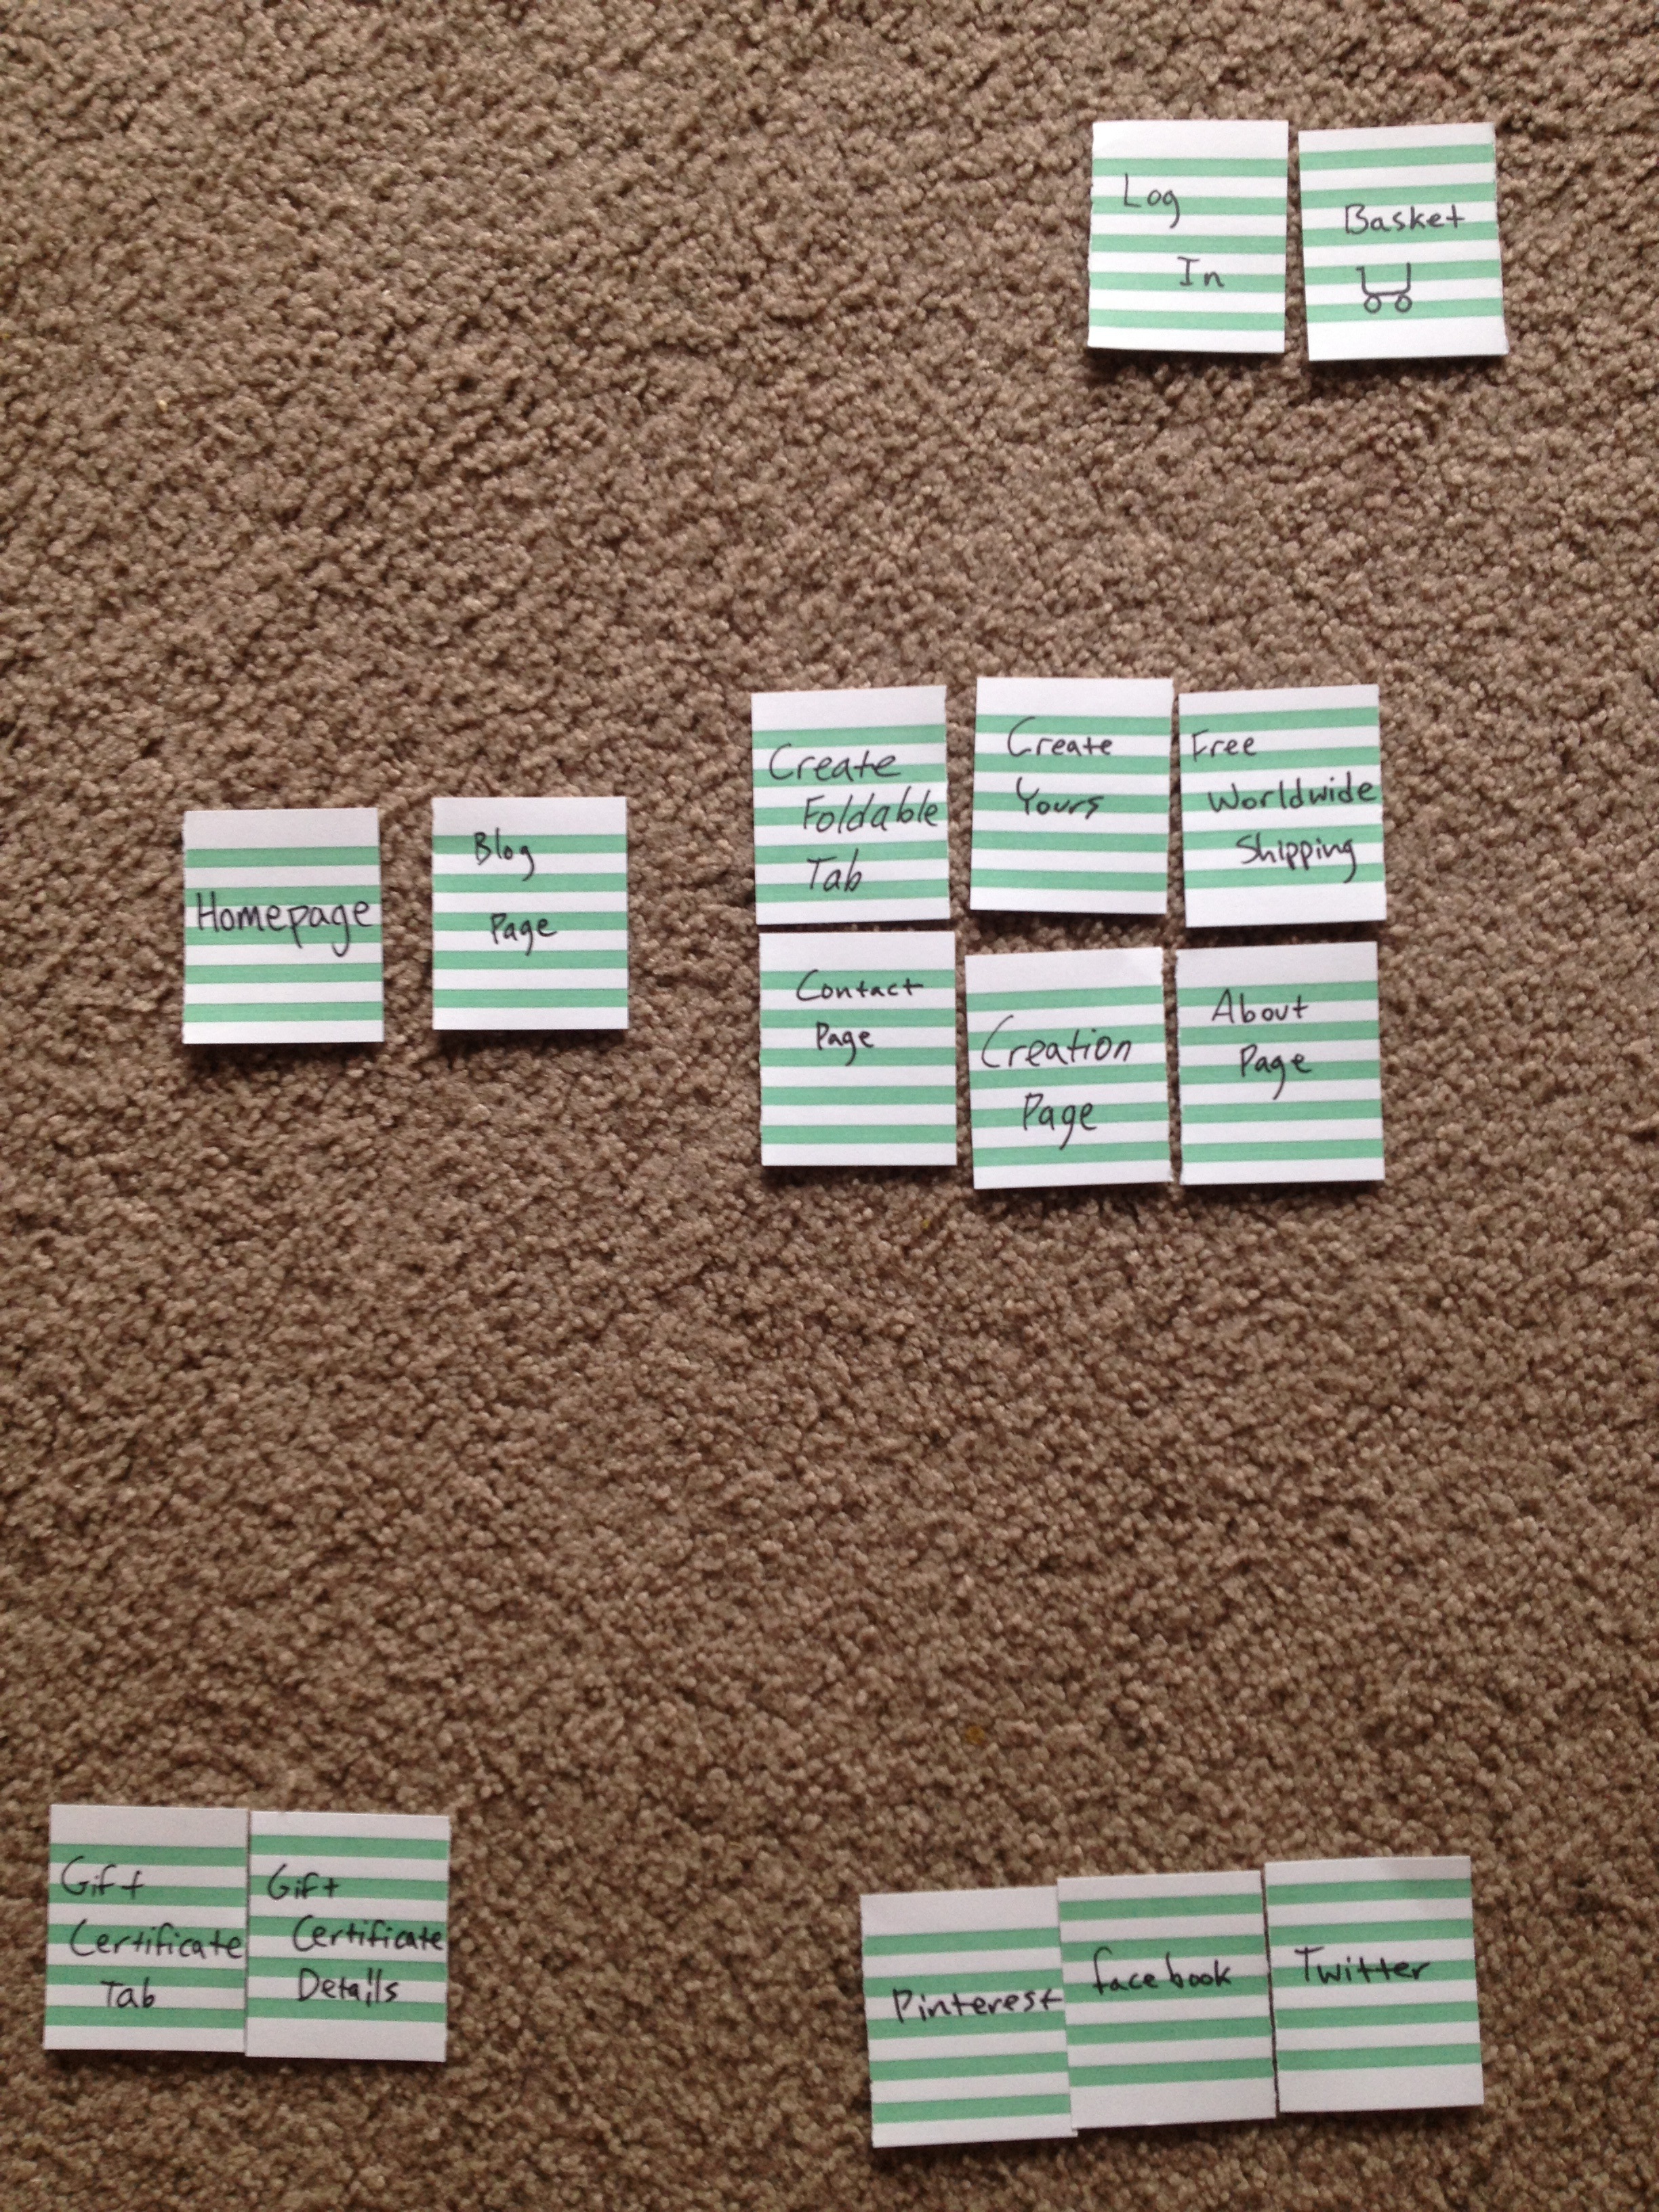 Log
In
Basket
Create
Foldable
Tab
Create
Yours
Free
Worldwide
Shipping
Homepage
Blog
Page
Contact
Page
Creation
Page
About
Page
Gift
Certificate
Tab
Gift
Certificate
Details
Pinterest
facebook
Twitter